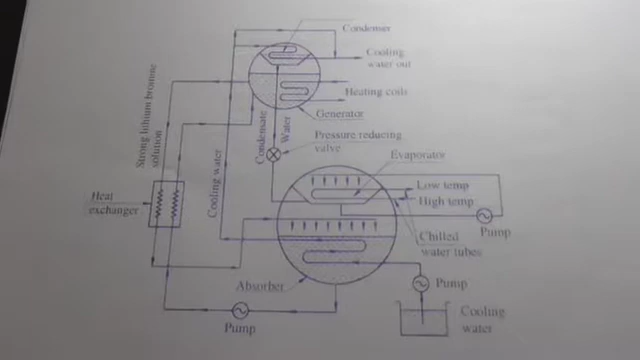 Condenser
Cooling
water out
Heating coils
Generator
Strong lithium bromine
solution
Condensate
Water
Pressure reducing
valve
Cooling water
Evaporator
Low temp
High temp
Heat
exchanger
Pump
Chilled
water tubes
Absorber
Pump
Cooling
water
Pump